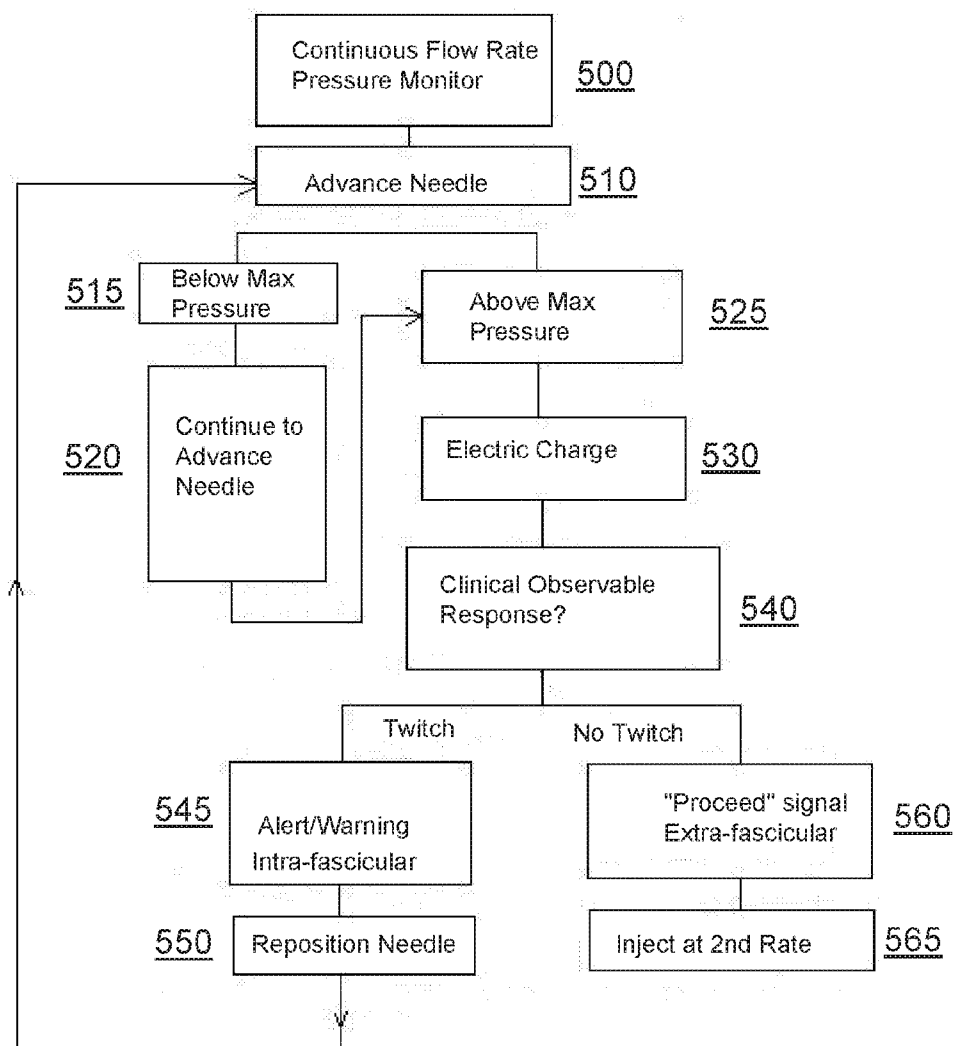 Continuous Flow Rate
Pressure Monitor
500
Advance Needle
510
515
Below Max
Pressure
Above Max
Pressure
525
520
Continue to
Advance
Needle
Electric Charge
530
Clinical Observable
Response?
540
Twitch
No Twitch
545
Alert/Warning
Intra-fascicular
"Proceed" signal
Extra-fascicular
560
550
Reposition Needle
Inject at 2nd Rate
565